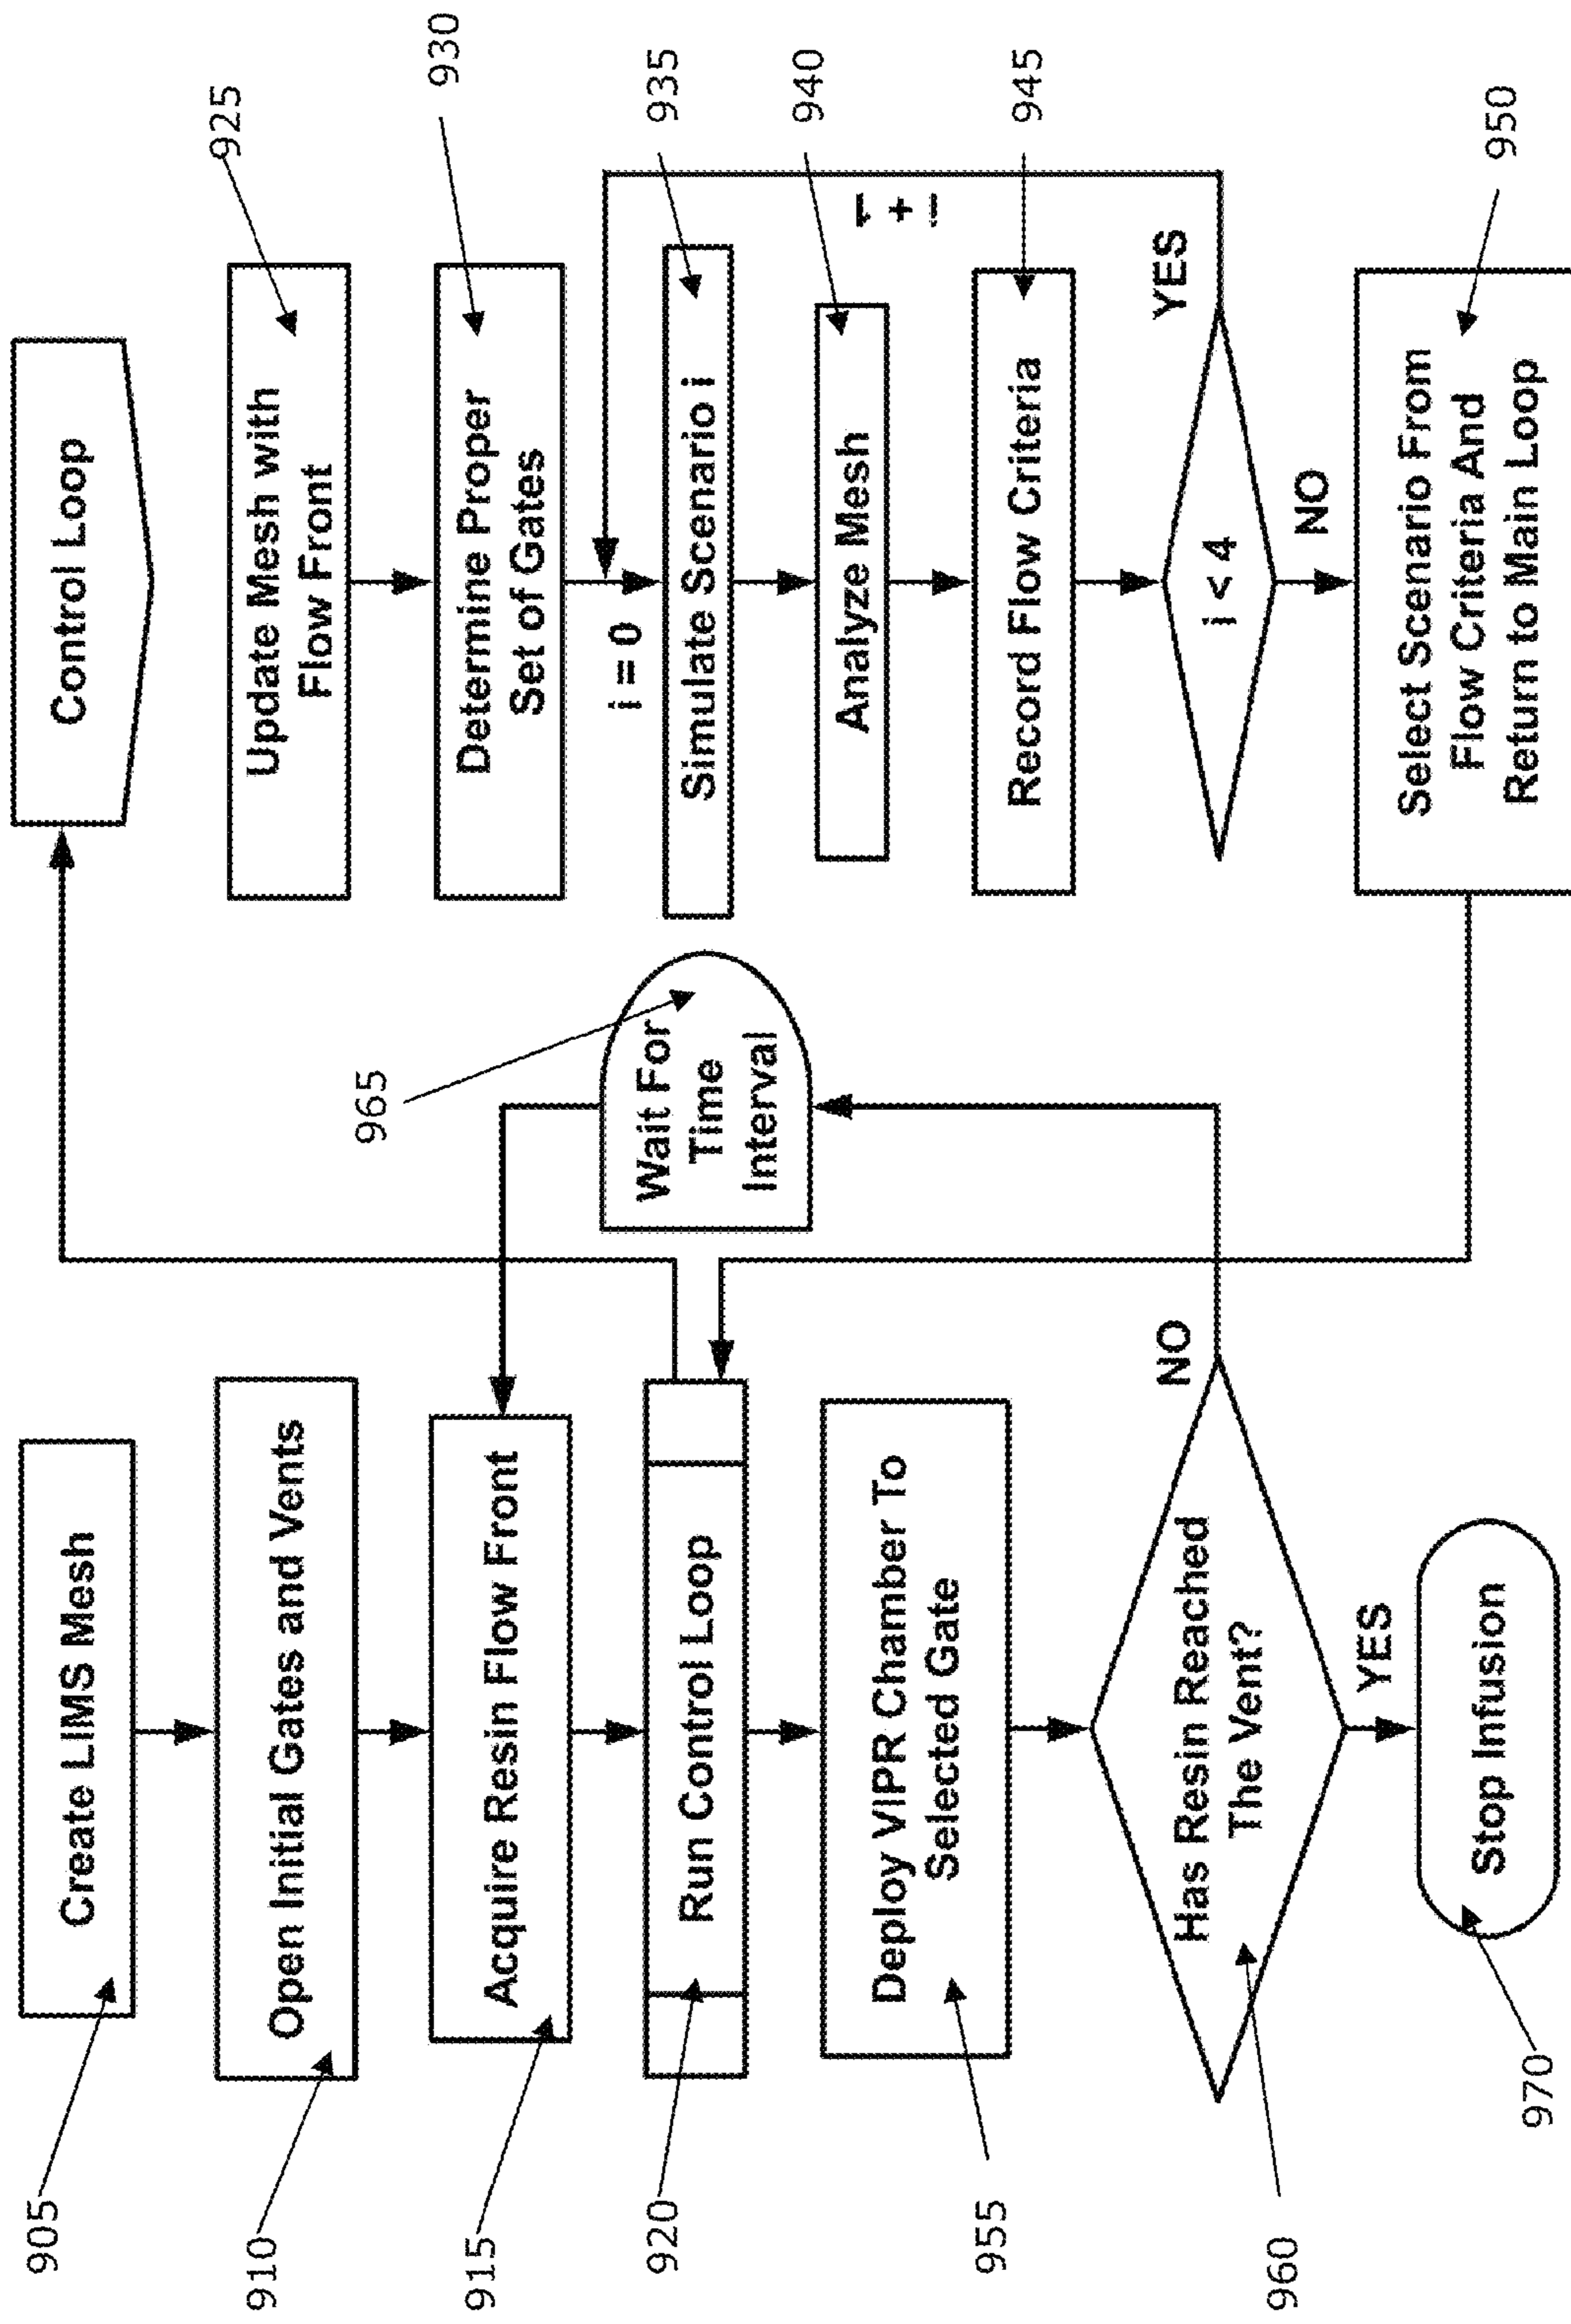 905
Create LIMS Mesh
910
Open Initial Gates and Vents
915
Acquire Resin Flow Front
920
Run Control Loop
955
Deploy VIPR Chamber To
Selected Gate
960
Has Resin Reached
The Vent?
NO
YES
970
Stop Infusion
965
Wait For
Time
Interval
Control Loop
925
Update Mesh with
Flow Front
930
Determine Proper
Set of Gates
i = 0
935
Simulate Scenario i
940
Analyze Mesh
945
Record Flow Criteria
i < 4
YES
NO
950
Select Scenario From
Flow Criteria And
Return to Main Loop